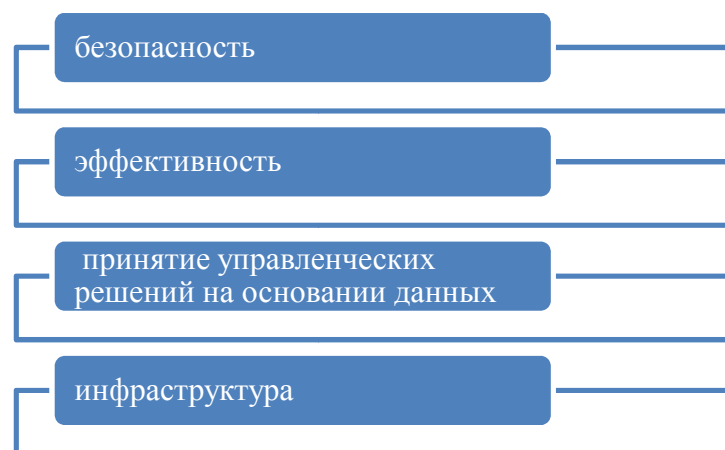 безопасность
эффективность
принятие управленческих
решений на основании данных
инфраструктура